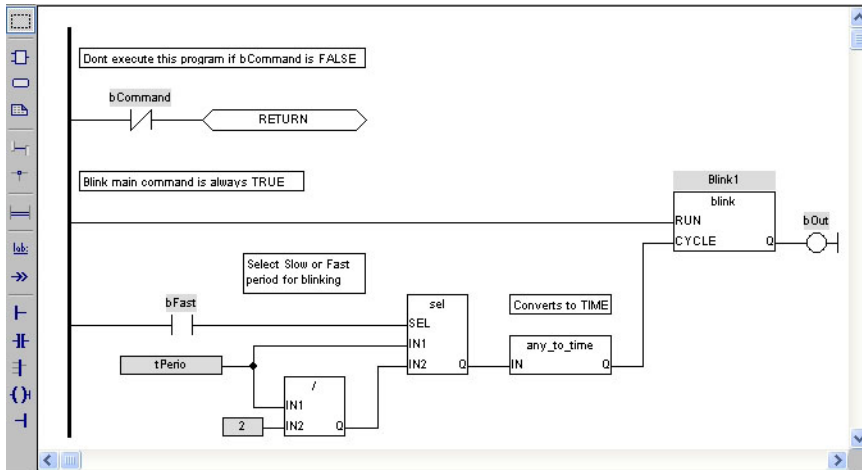 Dont execute this program if bCommand is FALSE
bCommand
RETURN
Blink main command is always TRUE
Blink1
blink
RUN
bOut
CYCLE Q
Select Slow or Fast
period for blinking
bFast
sel
SEL
IN1
IN2 Q
Converts to TIME
any_to_time
IN Q
tPerio
/
IN1
2
IN2 Q
lab: